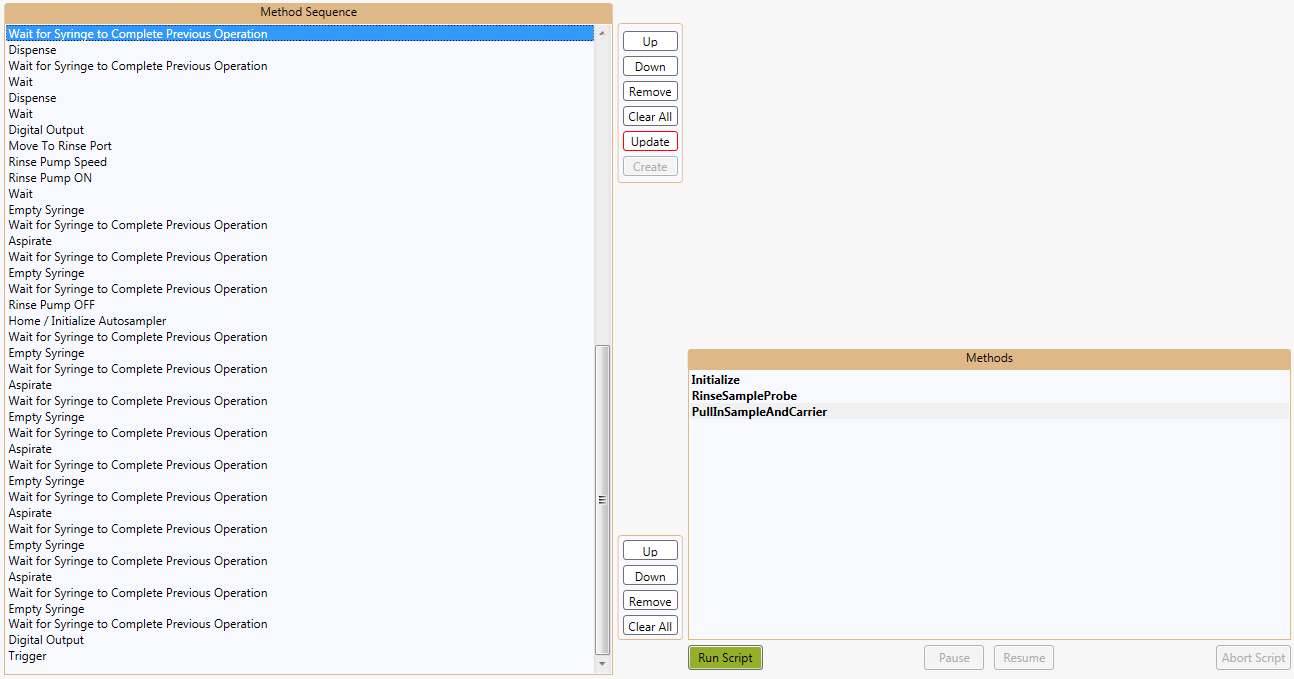 Method Sequence
Wait for Syringe to Complete Previous Operation
Dispense
Wait for Syringe to Complete Previous Operation
Wait
Dispense
Wait
Digital Output
Move To Rinse Port
Rinse Pump Speed
Rinse Pump ON
Wait
Empty Syringe
Wait for Syringe to Complete Previous Operation
Aspirate
Wait for Syringe to Complete Previous Operation
Empty Syringe
Wait for Syringe to Complete Previous Operation
Rinse Pump OFF
Home / Initialize Autosampler
Wait for Syringe to Complete Previous Operation
Empty Syringe
Wait for Syringe to Complete Previous Operation
Aspirate
Wait for Syringe to Complete Previous Operation
Empty Syringe
Wait for Syringe to Complete Previous Operation
Aspirate
Wait for Syringe to Complete Previous Operation
Empty Syringe
Wait for Syringe to Complete Previous Operation
Aspirate
Wait for Syringe to Complete Previous Operation
Empty Syringe
Wait for Syringe to Complete Previous Operation
Aspirate
Wait for Syringe to Complete Previous Operation
Empty Syringe
Wait for Syringe to Complete Previous Operation
Digital Output
Trigger
Up
Down
Remove
Clear All
Update
Create
Up
Down
Remove
Clear All
Methods
Initialize
RinseSampleProbe
PullInSampleAndCarrier
Run Script
Pause
Resume
Abort Script